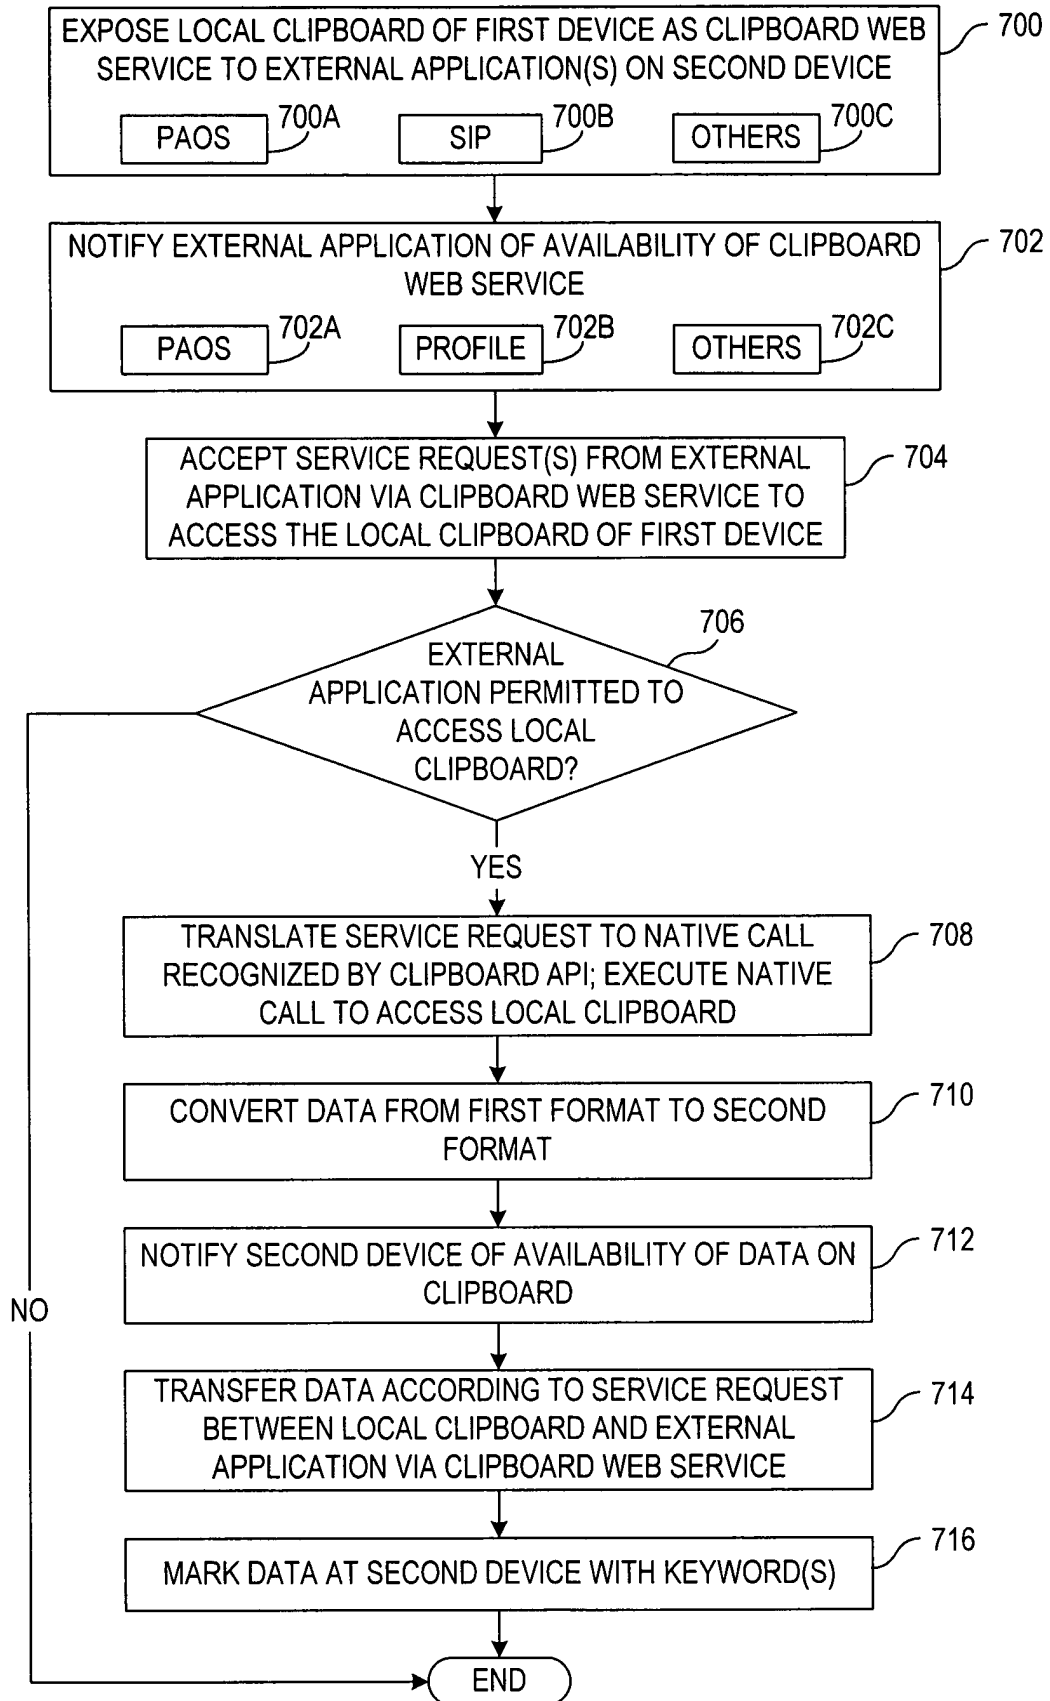 EXPOSE LOCAL CLIPBOARD OF FIRST DEVICE AS CLIPBOARD WEB
SERVICE TO EXTERNAL APPLICATION(S) ON SECOND DEVICE
700
PAOS
700A
SIP
700B
OTHERS
700C
NOTIFY EXTERNAL APPLICATION OF AVAILABILITY OF CLIPBOARD
WEB SERVICE
702
PAOS
702A
PROFILE
702B
OTHERS
702C
ACCEPT SERVICE REQUEST(S) FROM EXTERNAL
APPLICATION VIA CLIPBOARD WEB SERVICE TO
ACCESS THE LOCAL CLIPBOARD OF FIRST DEVICE
704
706
EXTERNAL
APPLICATION PERMITTED TO
ACCESS LOCAL
CLIPBOARD?
YES
TRANSLATE SERVICE REQUEST TO NATIVE CALL
RECOGNIZED BY CLIPBOARD API; EXECUTE NATIVE
CALL TO ACCESS LOCAL CLIPBOARD
708
CONVERT DATA FROM FIRST FORMAT TO SECOND
FORMAT
710
NOTIFY SECOND DEVICE OF AVAILABILITY OF DATA ON
CLIPBOARD
712
NO
TRANSFER DATA ACCORDING TO SERVICE REQUEST
BETWEEN LOCAL CLIPBOARD AND EXTERNAL
APPLICATION VIA CLIPBOARD WEB SERVICE
714
MARK DATA AT SECOND DEVICE WITH KEYWORD(S)
716
END